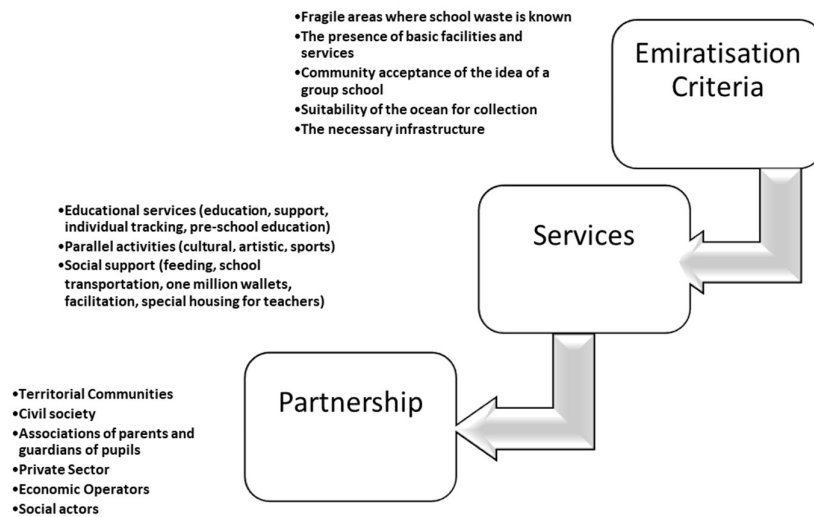 •Fragile areas where school waste is known
•The presence of basic facilities and
services
•Community acceptance of the idea of a
group school
•Suitability of the ocean for collection
•The necessary infrastructure
Emiratisation
Criteria
•Educational services (education, support,
individual tracking, pre-school education)
•Parallel activities (cultural, artistic, sports)
•Social support (feeding, school
transportation, one million wallets,
facilitation, special housing for teachers)
Services
•Territorial Communities
•Civil society
•Associations of parents and
guardians of pupils
•Private Sector
•Economic Operators
•Social actors
Partnership